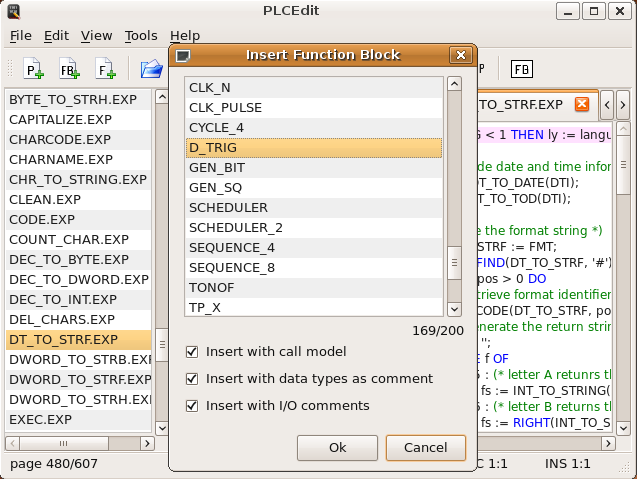 PLCEdit
File Edit View Tools Help
P+ FB+ F+ FB
Insert Function Block
BYTE_TO_STRH.EXP
CAPITALIZE.EXP
CHARCODE.EXP
CHARNAME.EXP
CHR_TO_STRING.EXP
CLEAN.EXP
CODE.EXP
COUNT_CHAR.EXP
DEC_TO_BYTE.EXP
DEC_TO_DWORD.EXP
DEC_TO_INT.EXP
DEL_CHARS.EXP
DT_TO_STRF.EXP
DWORD_TO_STRB.EXP
DWORD_TO_STRF.EXP
DWORD_TO_STRH.EXP
EXEC.EXP
CLK_N
CLK_PULSE
CYCLE_4
D_TRIG
GEN_BIT
GEN_SQ
SCHEDULER
SCHEDULER_2
SEQUENCE_4
SEQUENCE_8
TONOF
TP_X
169/200
Insert with call model
Insert with data types as comment
Insert with I/O comments
Ok Cancel
TO_STRF.EXP
< 1 THEN ly := langu
de date and time infor
DT_TO_DATE(DTI);
DT_TO_TOD(DTI);
e the format string *)
STRF := FMT;
FIND(DT_STRF, '#')
pos > 0 DO
trieve format identifier
CODE(DT_TO_STRF, po
enerate the return strin
'';
f OF
: (* letter A retunrs th
fs := INT_TO_STRING(
: (* letter B returns th
fs := RIGHT(INT_TO_S
page 480/607
C 1:1 INS 1:1